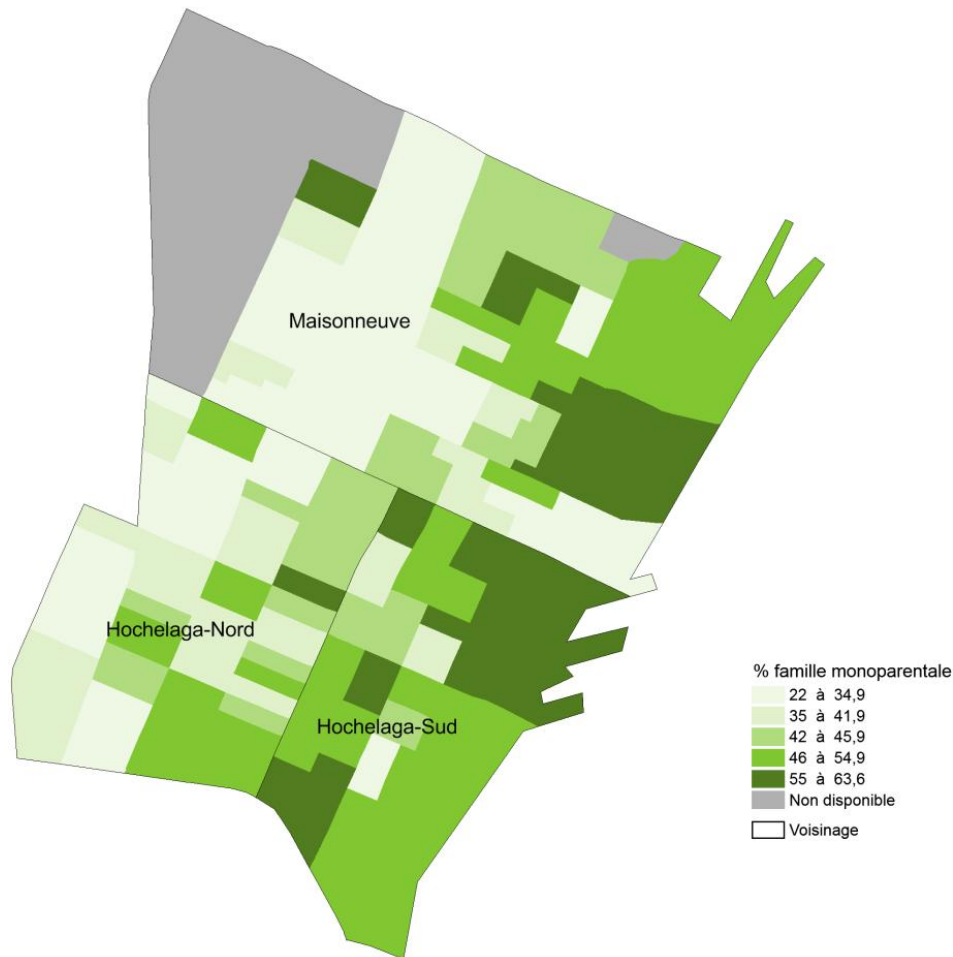 Maisonneuve
Hochelaga-Nord
Hochelaga-Sud
% famille monoparentale
22 à 34,9
35 à 41,9
42 à 45,9
46 à 54,9
55 à 63,6
Non disponible
Voisinage